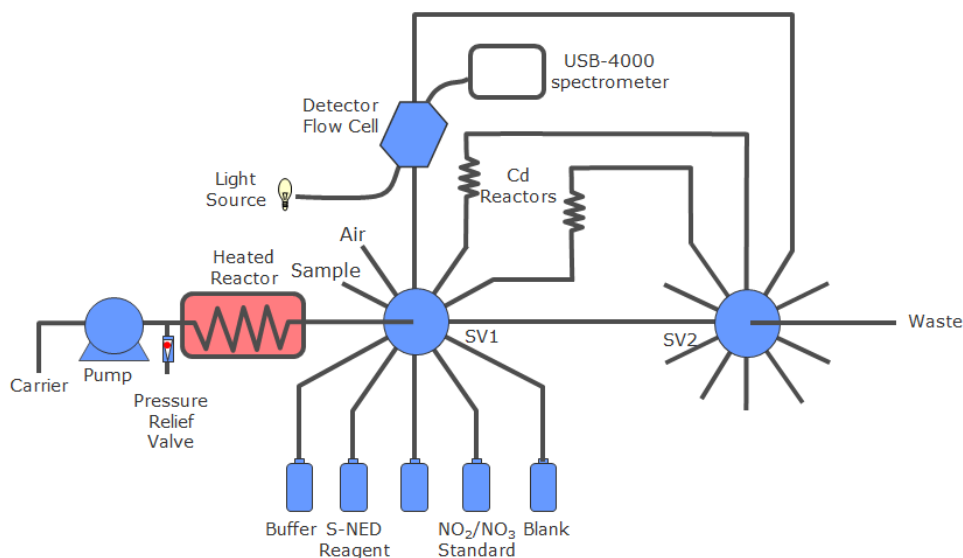 USB-4000
spectrometer
Detector
Flow Cell
Light
Source
Cd
Reactors
Air
Sample
Heated
Reactor
SV1
SV2
Waste
Carrier
Pump
Pressure
Relief
Valve
Buffer
S-NED
Reagent
NO₂/NO₃
Standard
Blank